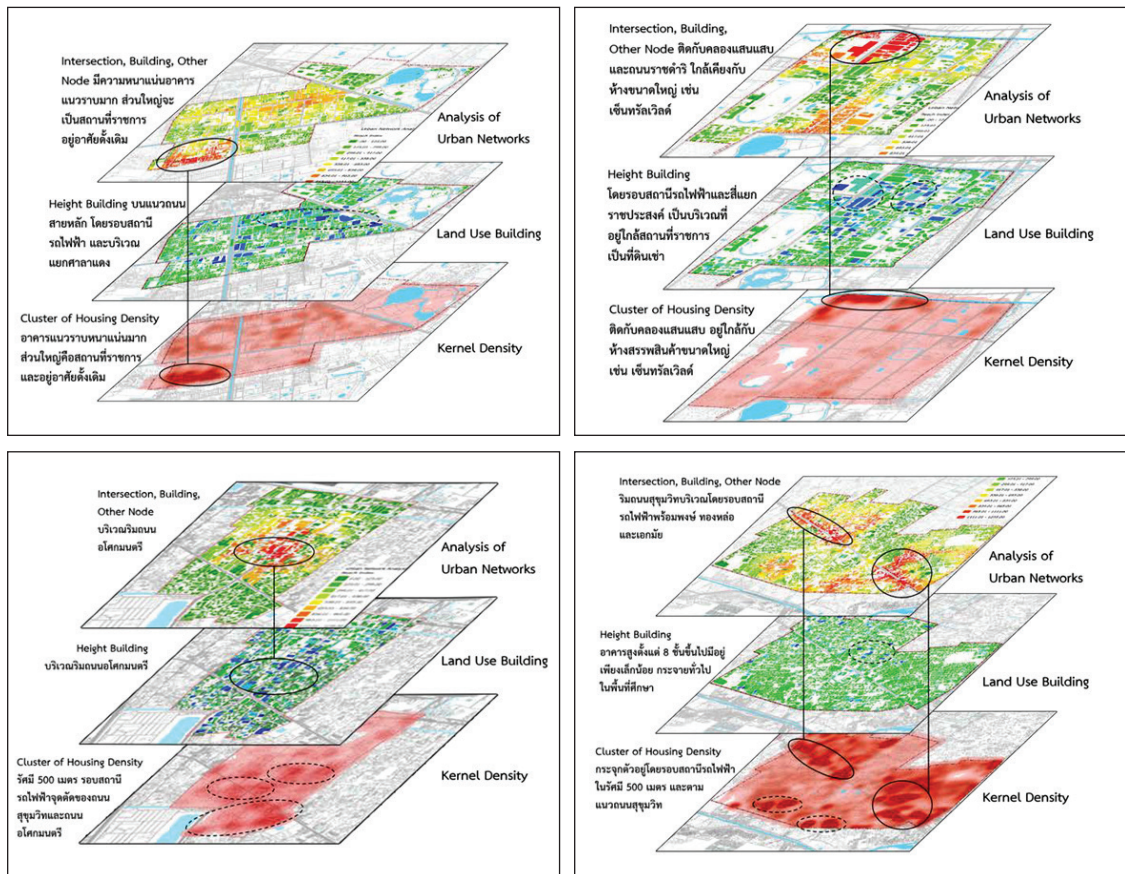 Intersection, Building, Other
Node มีความหนาแน่นอาคาร
แนวราบมาก ส่วนใหญ่จะ
เป็นสถานที่ราชการ
อยู่อาศัยดั้งเดิม
Analysis of
Urban Networks
Height Building บนแนวถนน
สายหลัก โดยรอบสถานี
รถไฟฟ้า และบริเวณ
แยกศาลาแดง
Land Use Building
Cluster of Housing Density
อาคารแนวราบหนาแน่นมาก
ส่วนใหญ่คือสถานที่ราชการ
และอยู่อาศัยดั้งเดิม
Kernel Density
Intersection, Building,
Other Node ติดกับคลองแสนแสบ
และถนนราชดำริ ใกล้เคียงกับ
ห้างขนาดใหญ่ เช่น
เซ็นทรัลเวิลด์
Analysis of
Urban Networks
Height Building
โดยรอบสถานีรถไฟฟ้าและสี่แยก
ราชประสงค์ เป็นบริเวณที่
อยู่ใกล้สถานที่ราชการ
เป็นที่ดินเช่า
Land Use Building
Cluster of Housing Density
ติดกับคลองแสนแสบ อยู่ใกล้กับ
ห้างสรรพสินค้าขนาดใหญ่
เช่น เซ็นทรัลเวิลด์
Kernel Density
Intersection, Building,
Other Node
บริเวณริมถนน
อโศกมนตรี
Analysis of
Urban Networks
Height Building
บริเวณริมถนนอโศกมนตรี
Land Use Building
Cluster of Housing Density
รัศมี 500 เมตร รอบสถานี
รถไฟฟ้าจุดตัดของถนน
สุขุมวิทและถนน
อโศกมนตรี
Kernel Density
Intersection, Building, Other Node
ริมถนนสุขุมวิทบริเวณโดยรอบสถานี
รถไฟฟ้าพร้อมพงษ์ ทองหล่อ
และเอกมัย
Analysis of
Urban Networks
Height Building
อาคารสูงตั้งแต่ 8 ชั้นขึ้นไปมีอยู่
เพียงเล็กน้อย กระจายทั่วไป
ในพื้นที่ศึกษา
Land Use Building
Cluster of Housing Density
กระจุกตัวอยู่โดยรอบสถานีรถไฟฟ้า
ในรัศมี 500 เมตร และตาม
แนวถนนสุขุมวิท
Kernel Density